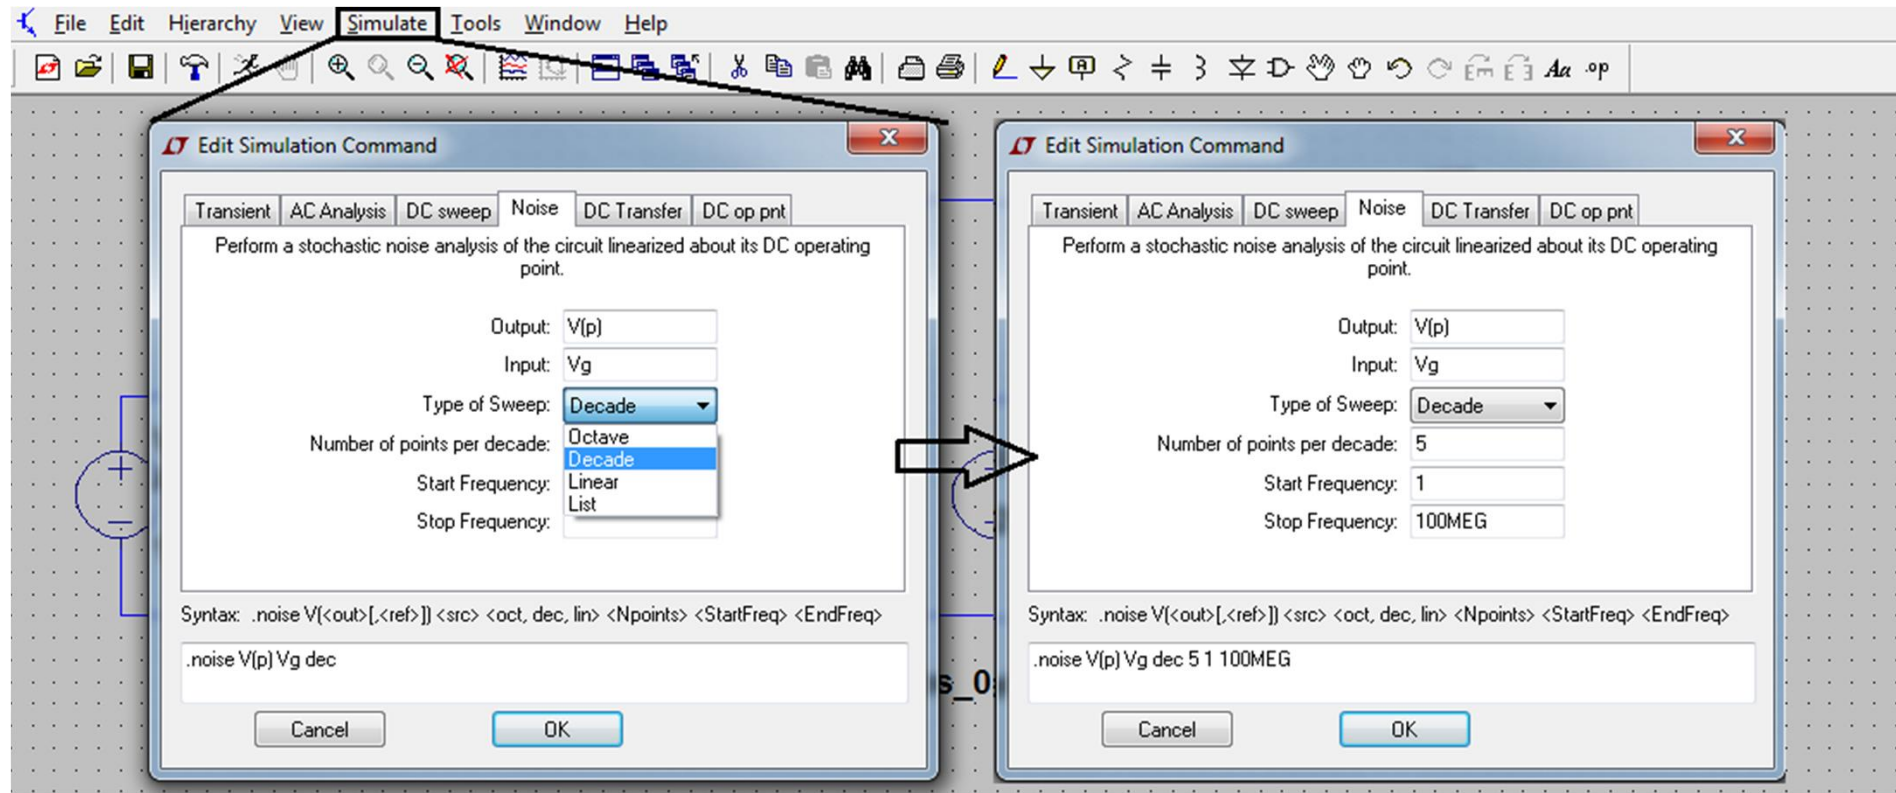 File Edit Hierarchy View Simulate Tools Window Help
Aa .op
Edit Simulation Command
Transient AC Analysis DC sweep Noise DC Transfer DC op pnt
Perform a stochastic noise analysis of the circuit linearized about its DC operating
point.
Output: V(p)
Input: Vg
Type of Sweep: Decade
Number of points per decade:
Octave
Decade
Start Frequency:
Linear
List
Stop Frequency:
Syntax: .noise V(<out>[,<ref>]) <src> <oct, dec, lin> <Npoints> <StartFreq> <EndFreq>
.noise V(p) Vg dec
Cancel OK
s_0
Edit Simulation Command
Transient AC Analysis DC sweep Noise DC Transfer DC op pnt
Perform a stochastic noise analysis of the circuit linearized about its DC operating
point.
Output: V(p)
Input: Vg
Type of Sweep: Decade
Number of points per decade: 5
Start Frequency: 1
Stop Frequency: 100MEG
Syntax: .noise V(<out>[,<ref>]) <src> <oct, dec, lin> <Npoints> <StartFreq> <EndFreq>
.noise V(p) Vg dec 5 1 100MEG
Cancel OK